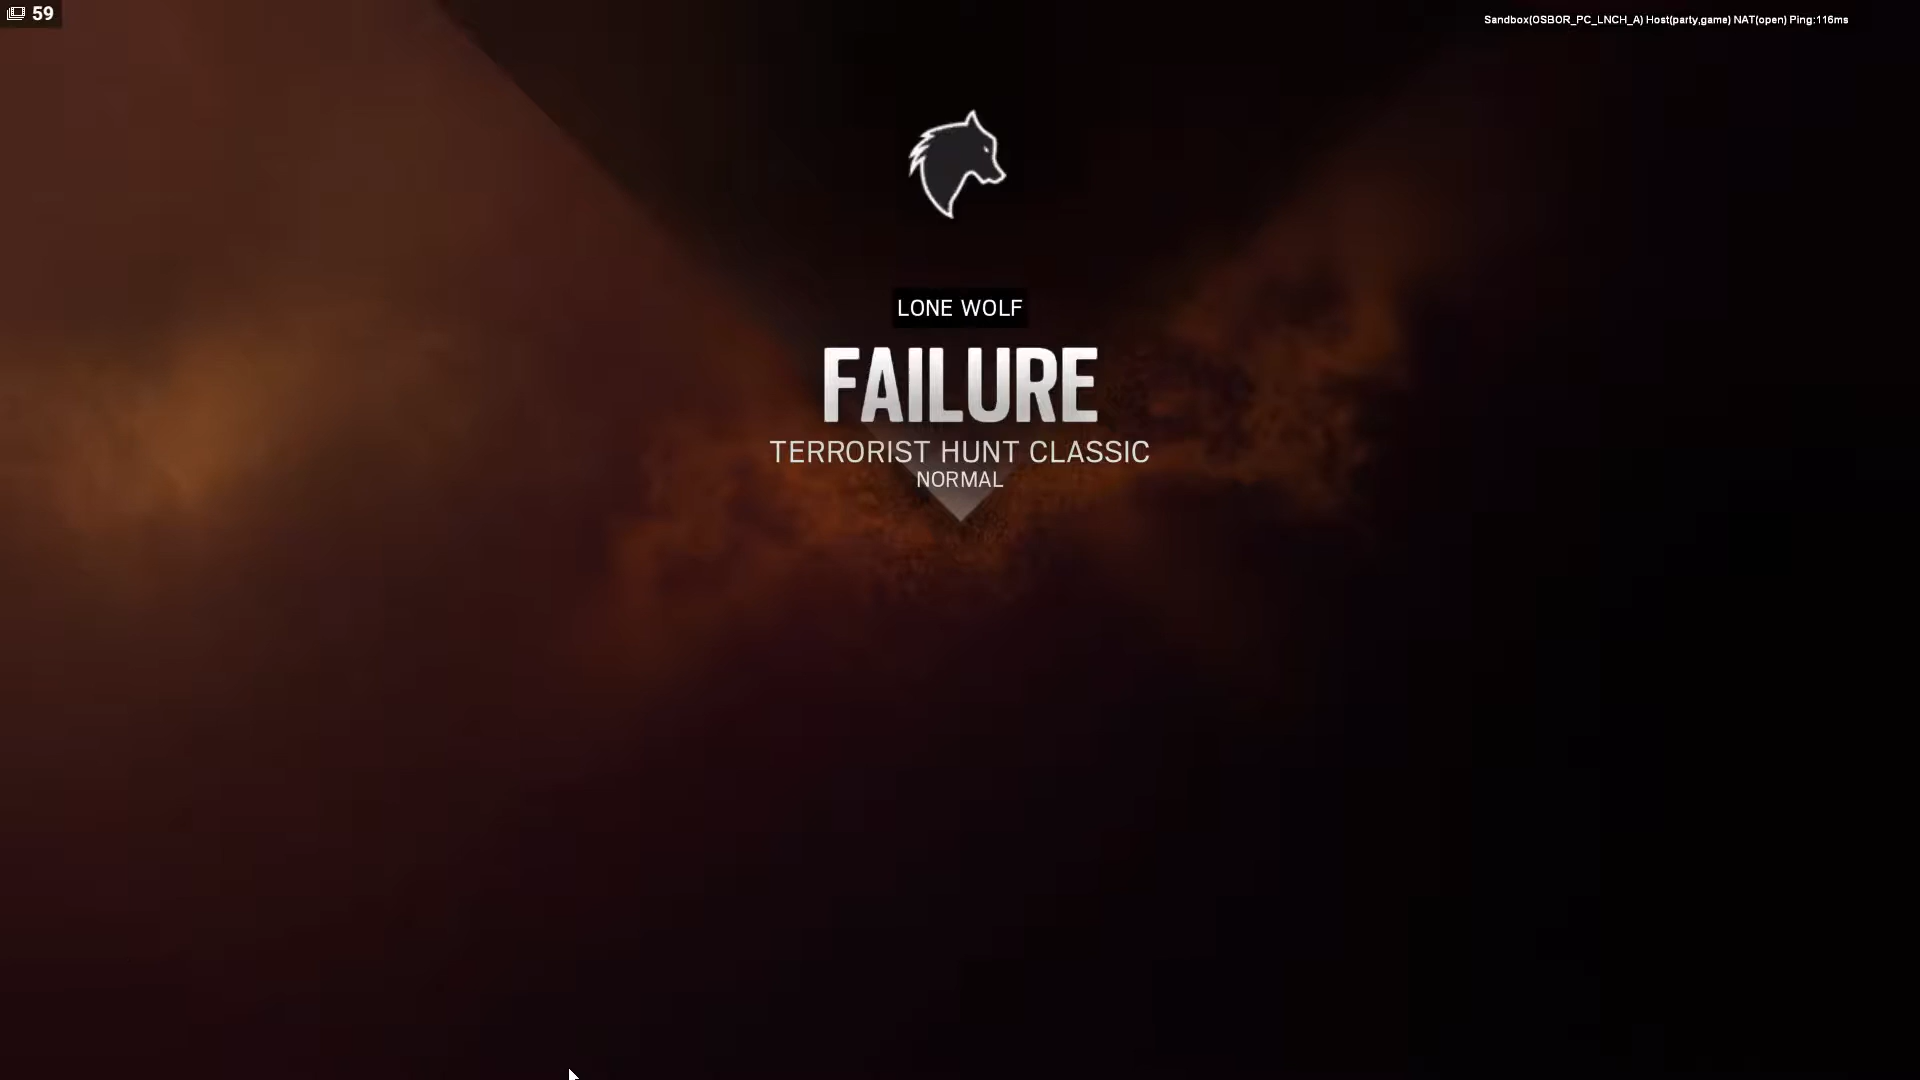 59
Sandbox(OSBOR_PC_LNCH_A) Host(party,game) NAT(open) Ping:116ms
LONE WOLF
FAILURE
TERRORIST HUNT CLASSIC
NORMAL